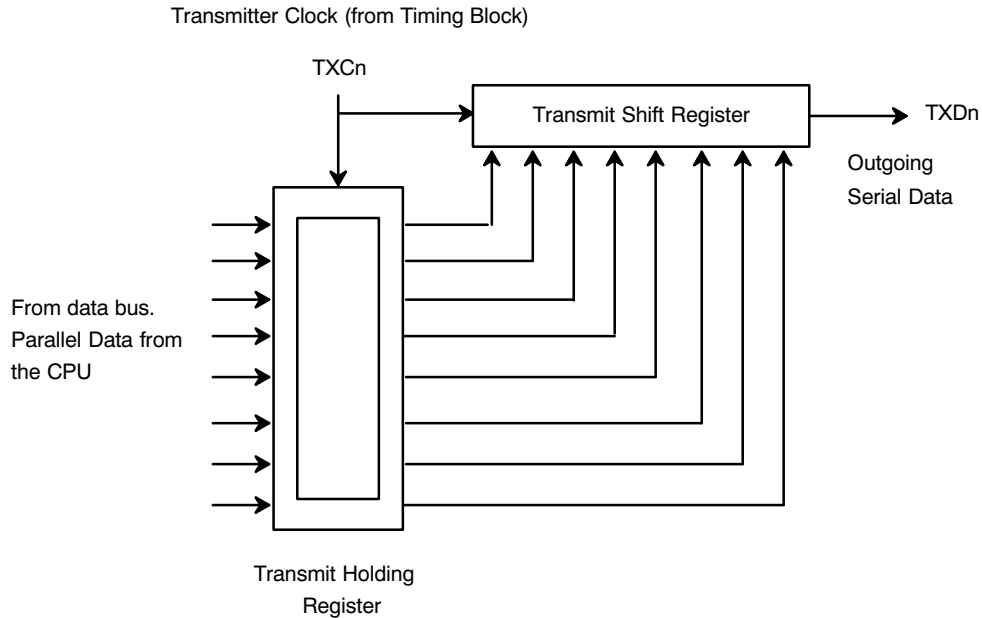 Transmitter Clock (from Timing Block)
TXCn
Transmit Shift Register
TXDn
Outgoing
Serial Data
From data bus.
Parallel Data from
the CPU
Transmit Holding
Register